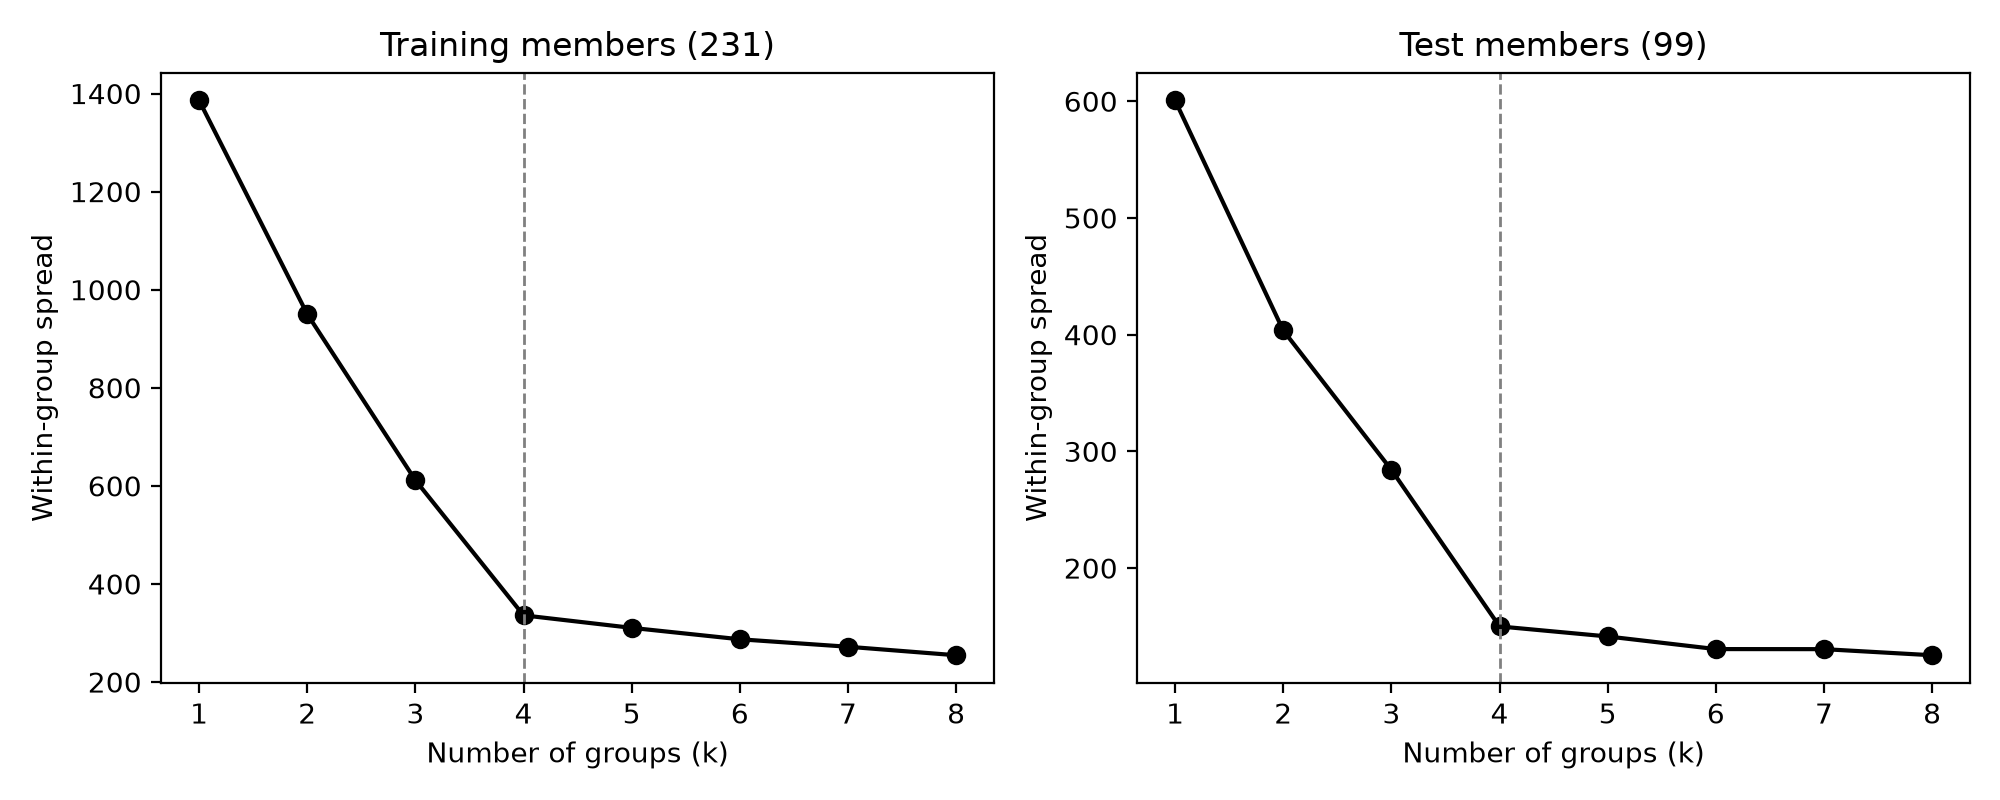 Training members (231)
Within-group spread
1400
1200
1000
800
600
400
200
1 2 3 4 5 6 7 8
Number of groups (k)
Test members (99)
Within-group spread
600
500
400
300
200
1 2 3 4 5 6 7 8
Number of groups (k)